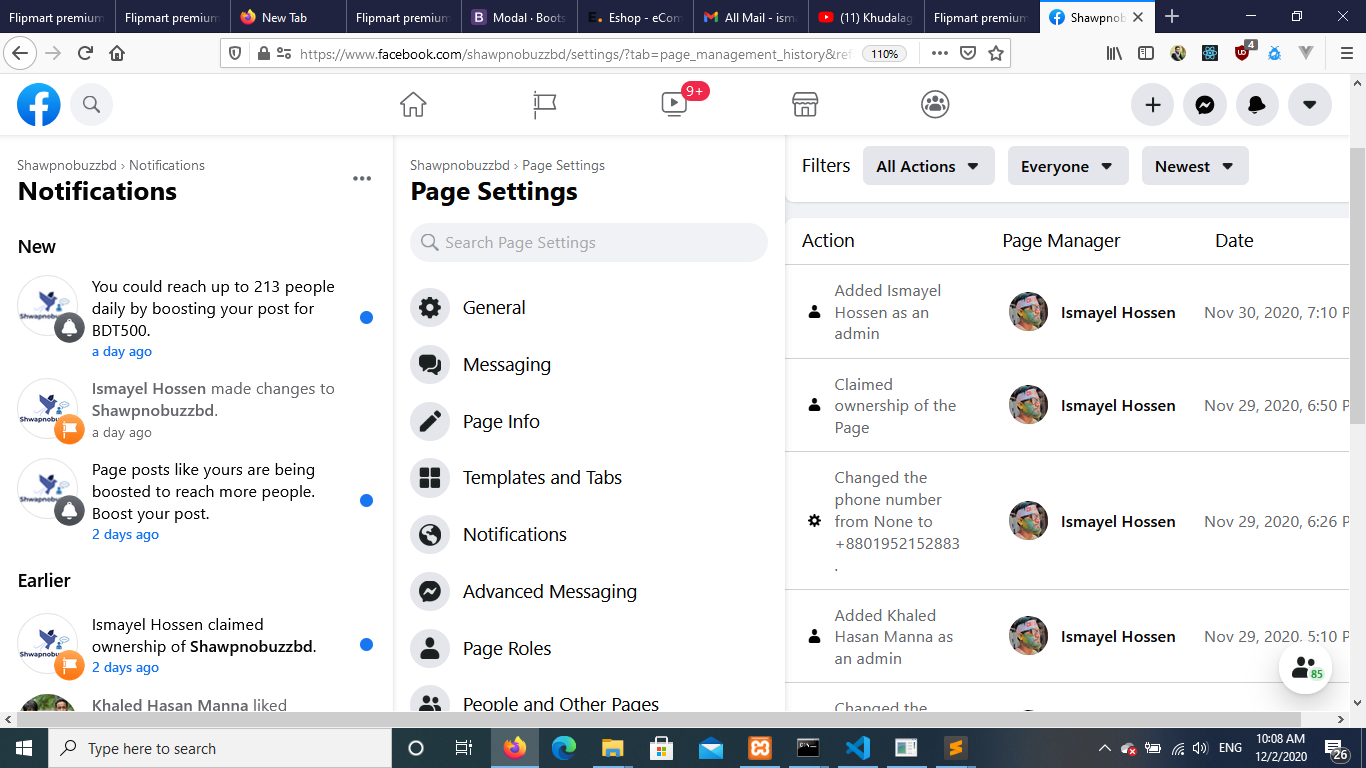 Flipmart premium
Flipmart premium
New Tab
Flipmart premium
Modal · Boots
Eshop - eCom
All Mail - isma
(11) Khudalag
Flipmart premium
Shawpnob
https://www.facebook.com/shawpnobuzzbd/settings/?tab=page_management_history&ref
110%
4
9+
Shawpnobuzzbd › Notifications
Notifications
New
You could reach up to 213 people
daily by boosting your post for
BDT500.
a day ago
Ismayel Hossen made changes to
Shawpnobuzzbd.
a day ago
Page posts like yours are being
boosted to reach more people.
Boost your post.
2 days ago
Earlier
Ismayel Hossen claimed
ownership of Shawpnobuzzbd.
2 days ago
Khaled Hasan Manna liked
Shawpnobuzzbd › Page Settings
Page Settings
Search Page Settings
General
Messaging
Page Info
Templates and Tabs
Notifications
Advanced Messaging
Page Roles
People and Other Pages
Filters
All Actions
Everyone
Newest
Action
Page Manager
Date
Added Ismayel
Hossen as an
admin
Ismayel Hossen
Nov 30, 2020, 7:10 P
Claimed
ownership of the
Page
Ismayel Hossen
Nov 29, 2020, 6:50 P
Changed the
phone number
from None to
+8801952152883
.
Ismayel Hossen
Nov 29, 2020, 6:26 P
Added Khaled
Hasan Manna as
an admin
Ismayel Hossen
Nov 29, 2020, 5:10 P
Changed the
85
Type here to search
ENG
10:08 AM
12/2/2020
26